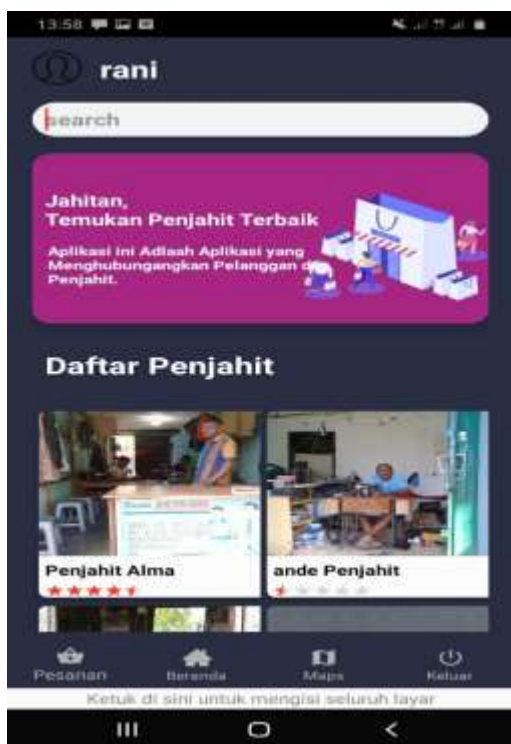 13:58
rani
search
Jahitan,
Temukan Penjahit Terbaik
Aplikasi ini Adlaah Aplikasi yang
Menghubungangkan Pelanggan
Penjahit.
Daftar Penjahit
Penjahit Alma
ande Penjahit
Pesanan Beranda Maps Keluar
Ketuk di sini untuk mengisi seluruh layar